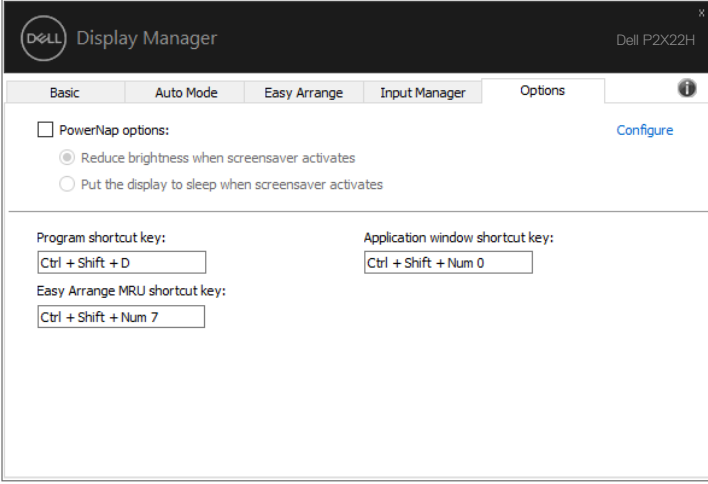 DELL Display Manager
x
Dell P2X22H
Basic Auto Mode Easy Arrange Input Manager Options i
PowerNap options: Configure
Reduce brightness when screensaver activates
Put the display to sleep when screensaver activates
Program shortcut key: Application window shortcut key:
Ctrl + Shift + D Ctrl + Shift + Num 0
Easy Arrange MRU shortcut key:
Ctrl + Shift + Num 7